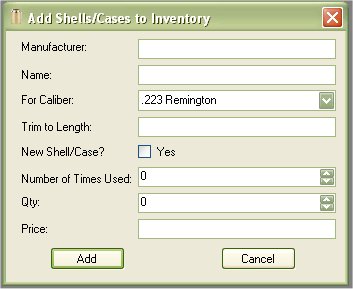 Add Shells/Cases to Inventory
Manufacturer:
Name:
For Caliber: .223 Remington
Trim to Length:
New Shell/Case? Yes
Number of Times Used: 0
Qty: 0
Price:
Add Cancel